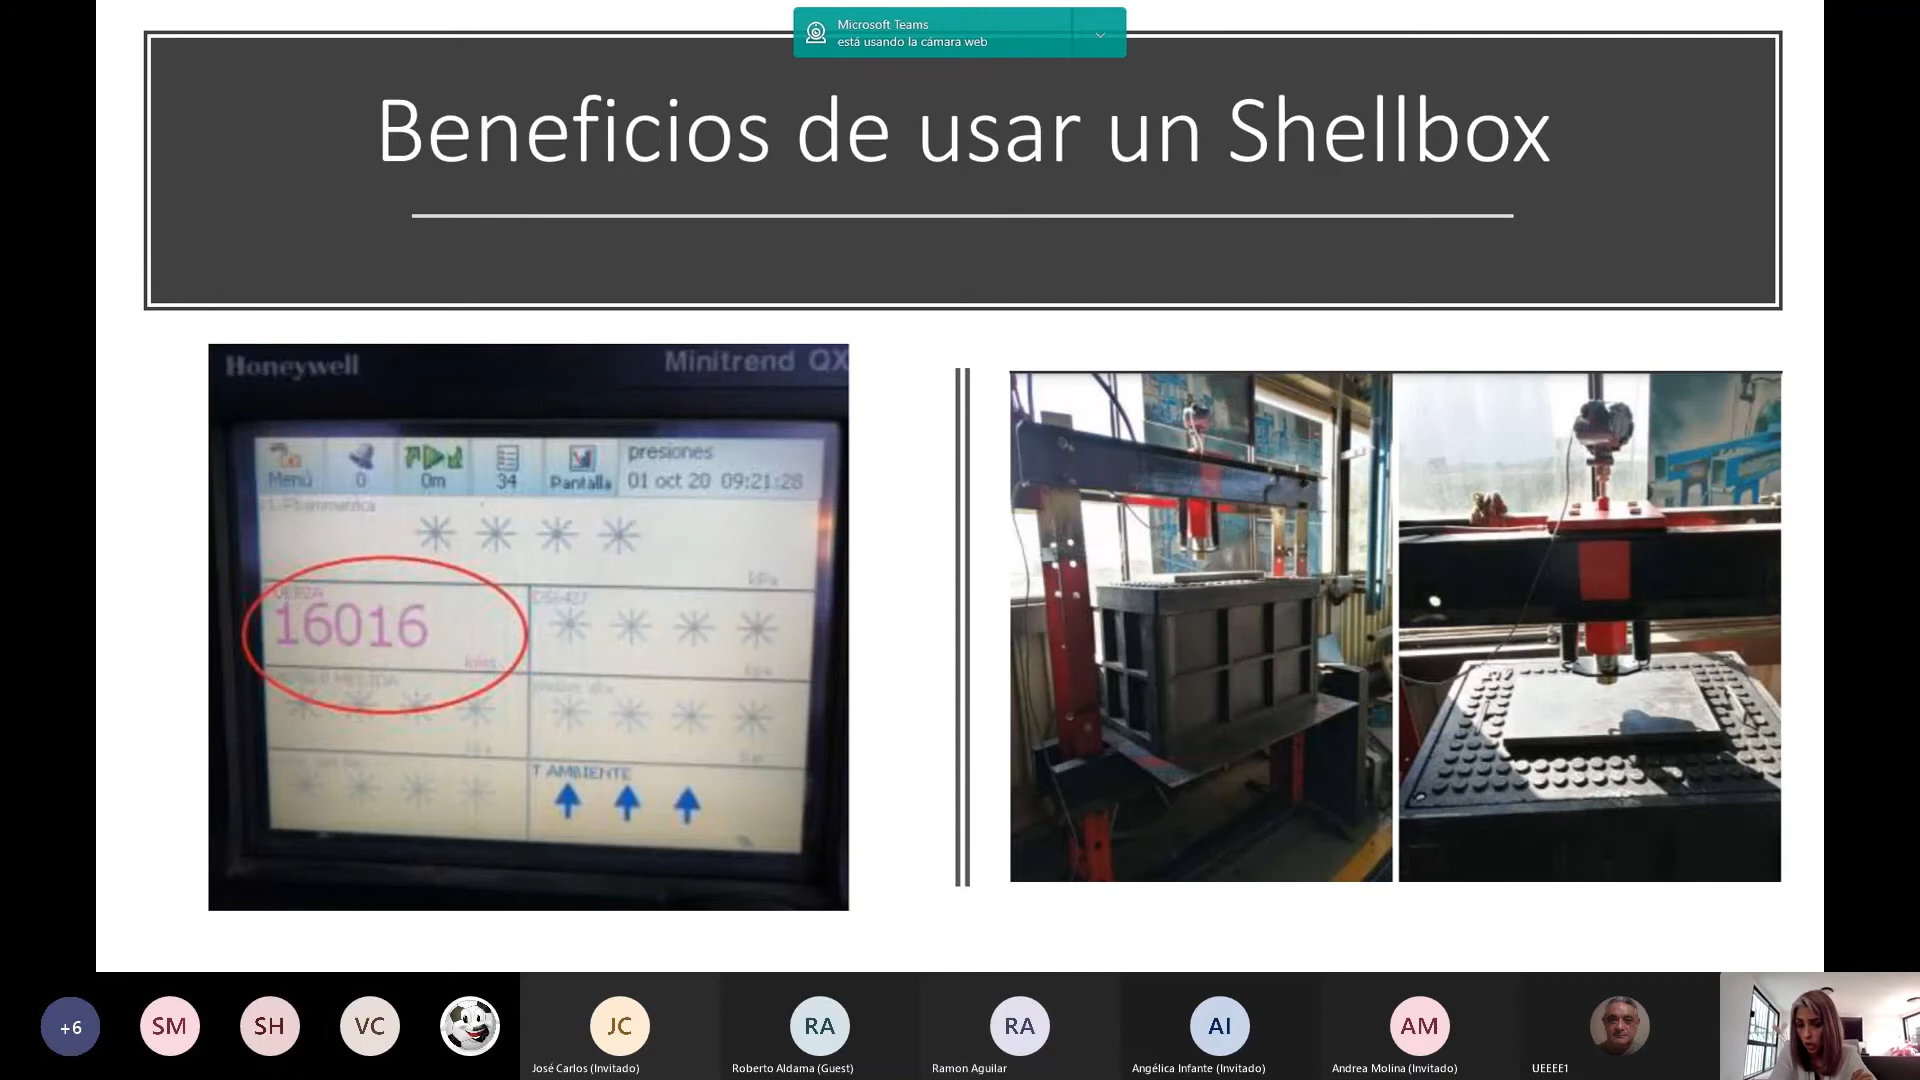 Microsoft Teams
está usando la cámara web
Beneficios de usar un Shellbox
Honeywell
Minitrend QX
Menú
0
0m
34
Pantalla
presiones
01 oct 20 09:21:28
kPa
16016
T AMBIENTE
+6
SM
SH
VC
JC
RA
RA
AI
AM
José Carlos (Invitado)
Roberto Aldama (Guest)
Ramon Aguilar
Angélica Infante (Invitado)
Andrea Molina (Invitado)
UEEEE1